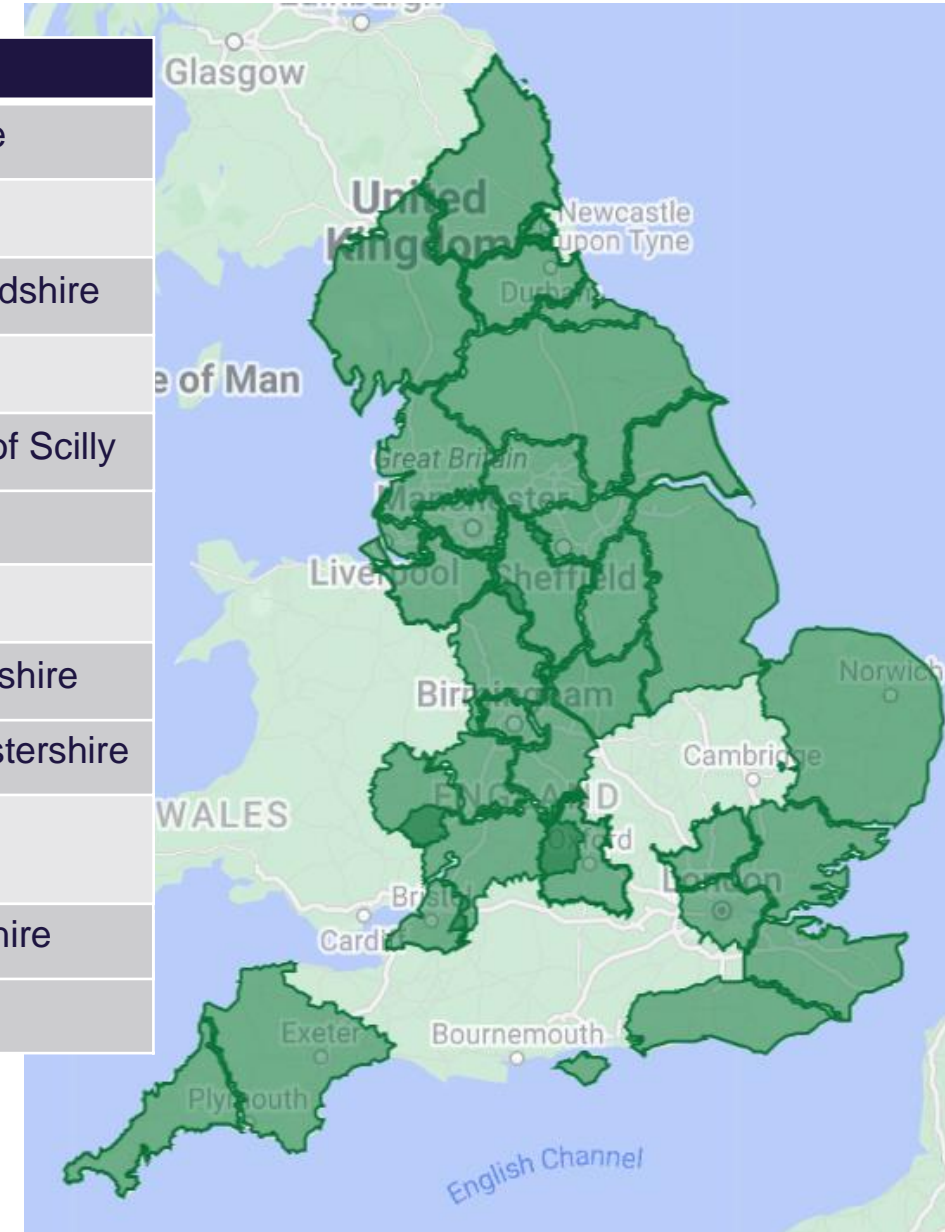 Glasgow
United
Kingdom
Newcastle
upon Tyne
Durham
e
dshire
e of Man
of Scilly
Great Britain
Manchester
Liverpool
Sheffield
shire
Norwich
Birmingham
stershire
Cambridge
WALES
ENGLAND
Oxford
London
Bristol
Cardiff
hire
Exeter
Bournemouth
Plymouth
English Channel